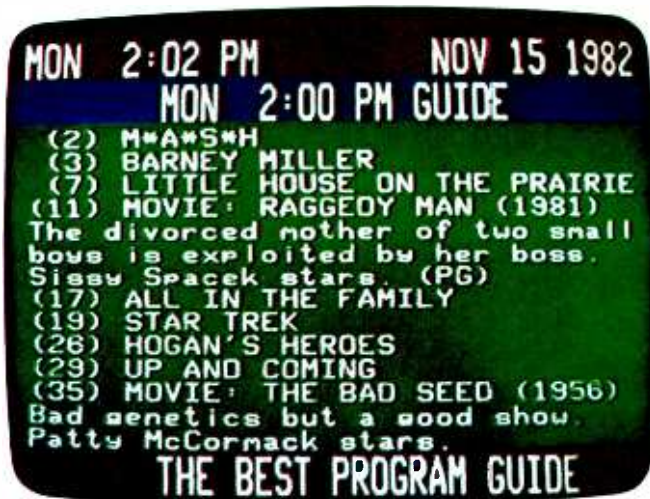 MON 2:02 PM NOV 15 1982
MON 2:00 PM GUIDE
(2) M*A*S*H
(3) BARNEY MILLER
(7) LITTLE HOUSE ON THE PRAIRIE
(11) MOVIE: RAGGEDY MAN (1981)
The divorced mother of two small
boys is exploited by her boss.
Sissy Spacek stars. (PG)
(17) ALL IN THE FAMILY
(19) STAR TREK
(26) HOGAN'S HEROES
(29) UP AND COMING
(35) MOVIE: THE BAD SEED (1956)
Bad genetics but a good show.
Patty McCormack stars.
THE BEST PROGRAM GUIDE